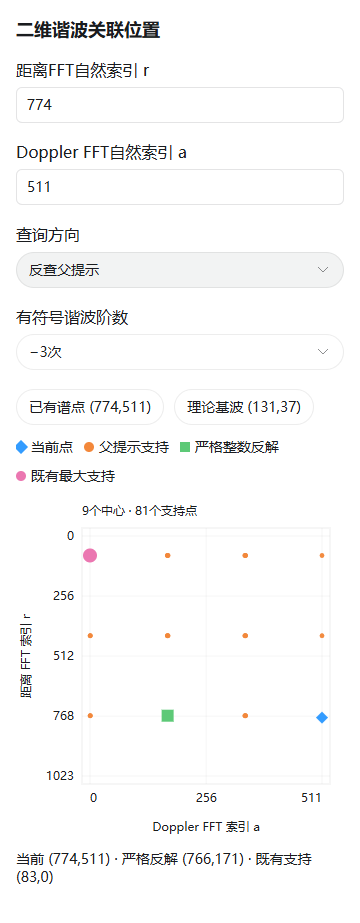 二维谐波关联位置
距离FFT自然索引 r
774
Doppler FFT自然索引 a
511
查询方向
反查父提示
有符号谐波阶数
−3次
已有谱点 (774,511) 理论基波 (131,37)
当前点 父提示支持 严格整数反解
既有最大支持
9个中心 · 81个支持点
距离 FFT 索引 r
0
256
512
768
1023
0 256 511
Doppler FFT 索引 a
当前 (774,511) · 严格反解 (766,171) · 既有支持
(83,0)